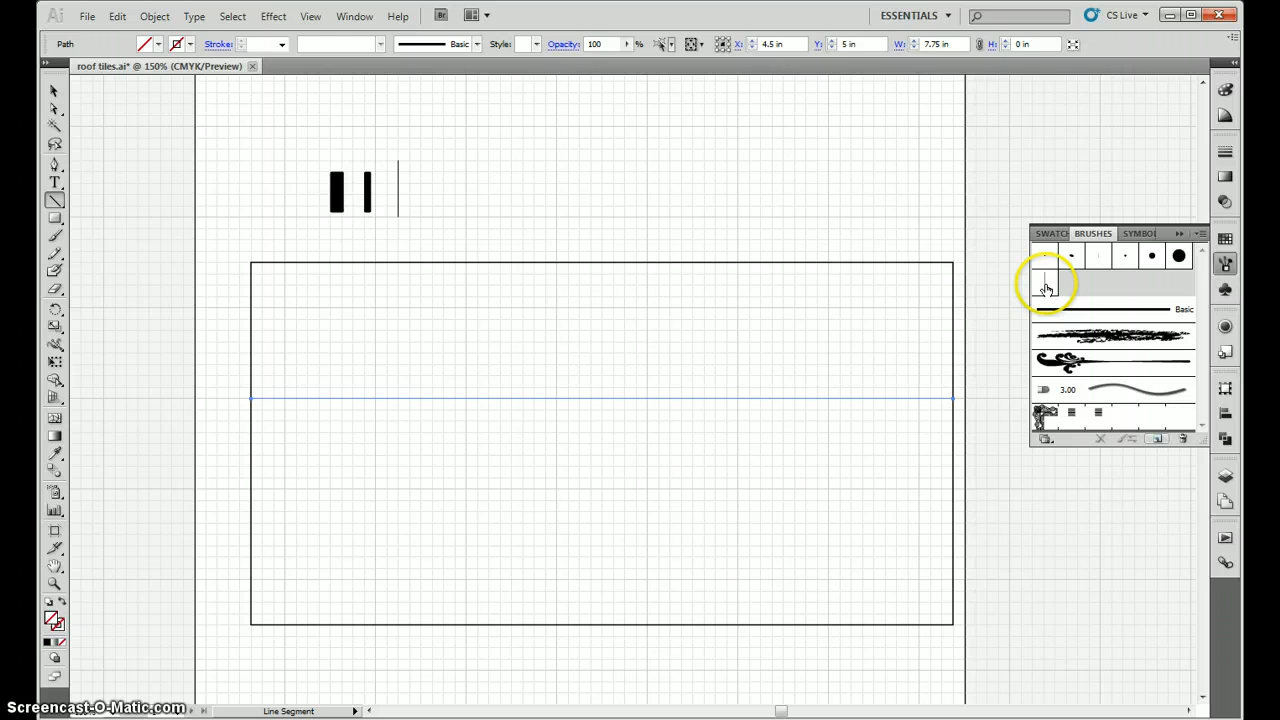 Ai File Edit Object Type Select Effect View Window Help Br ESSENTIALS CS Live
Path Stroke: Basic Style: Opacity: 100 % X: 4.5 in Y: 5 in W: 7.75 in H: 0 in
roof tiles.ai* @ 150% (CMYK/Preview)
SWATCH BRUSHES SYMBOL
Basic
3.00
T
Screencast-O-Matic.com
Line Segment